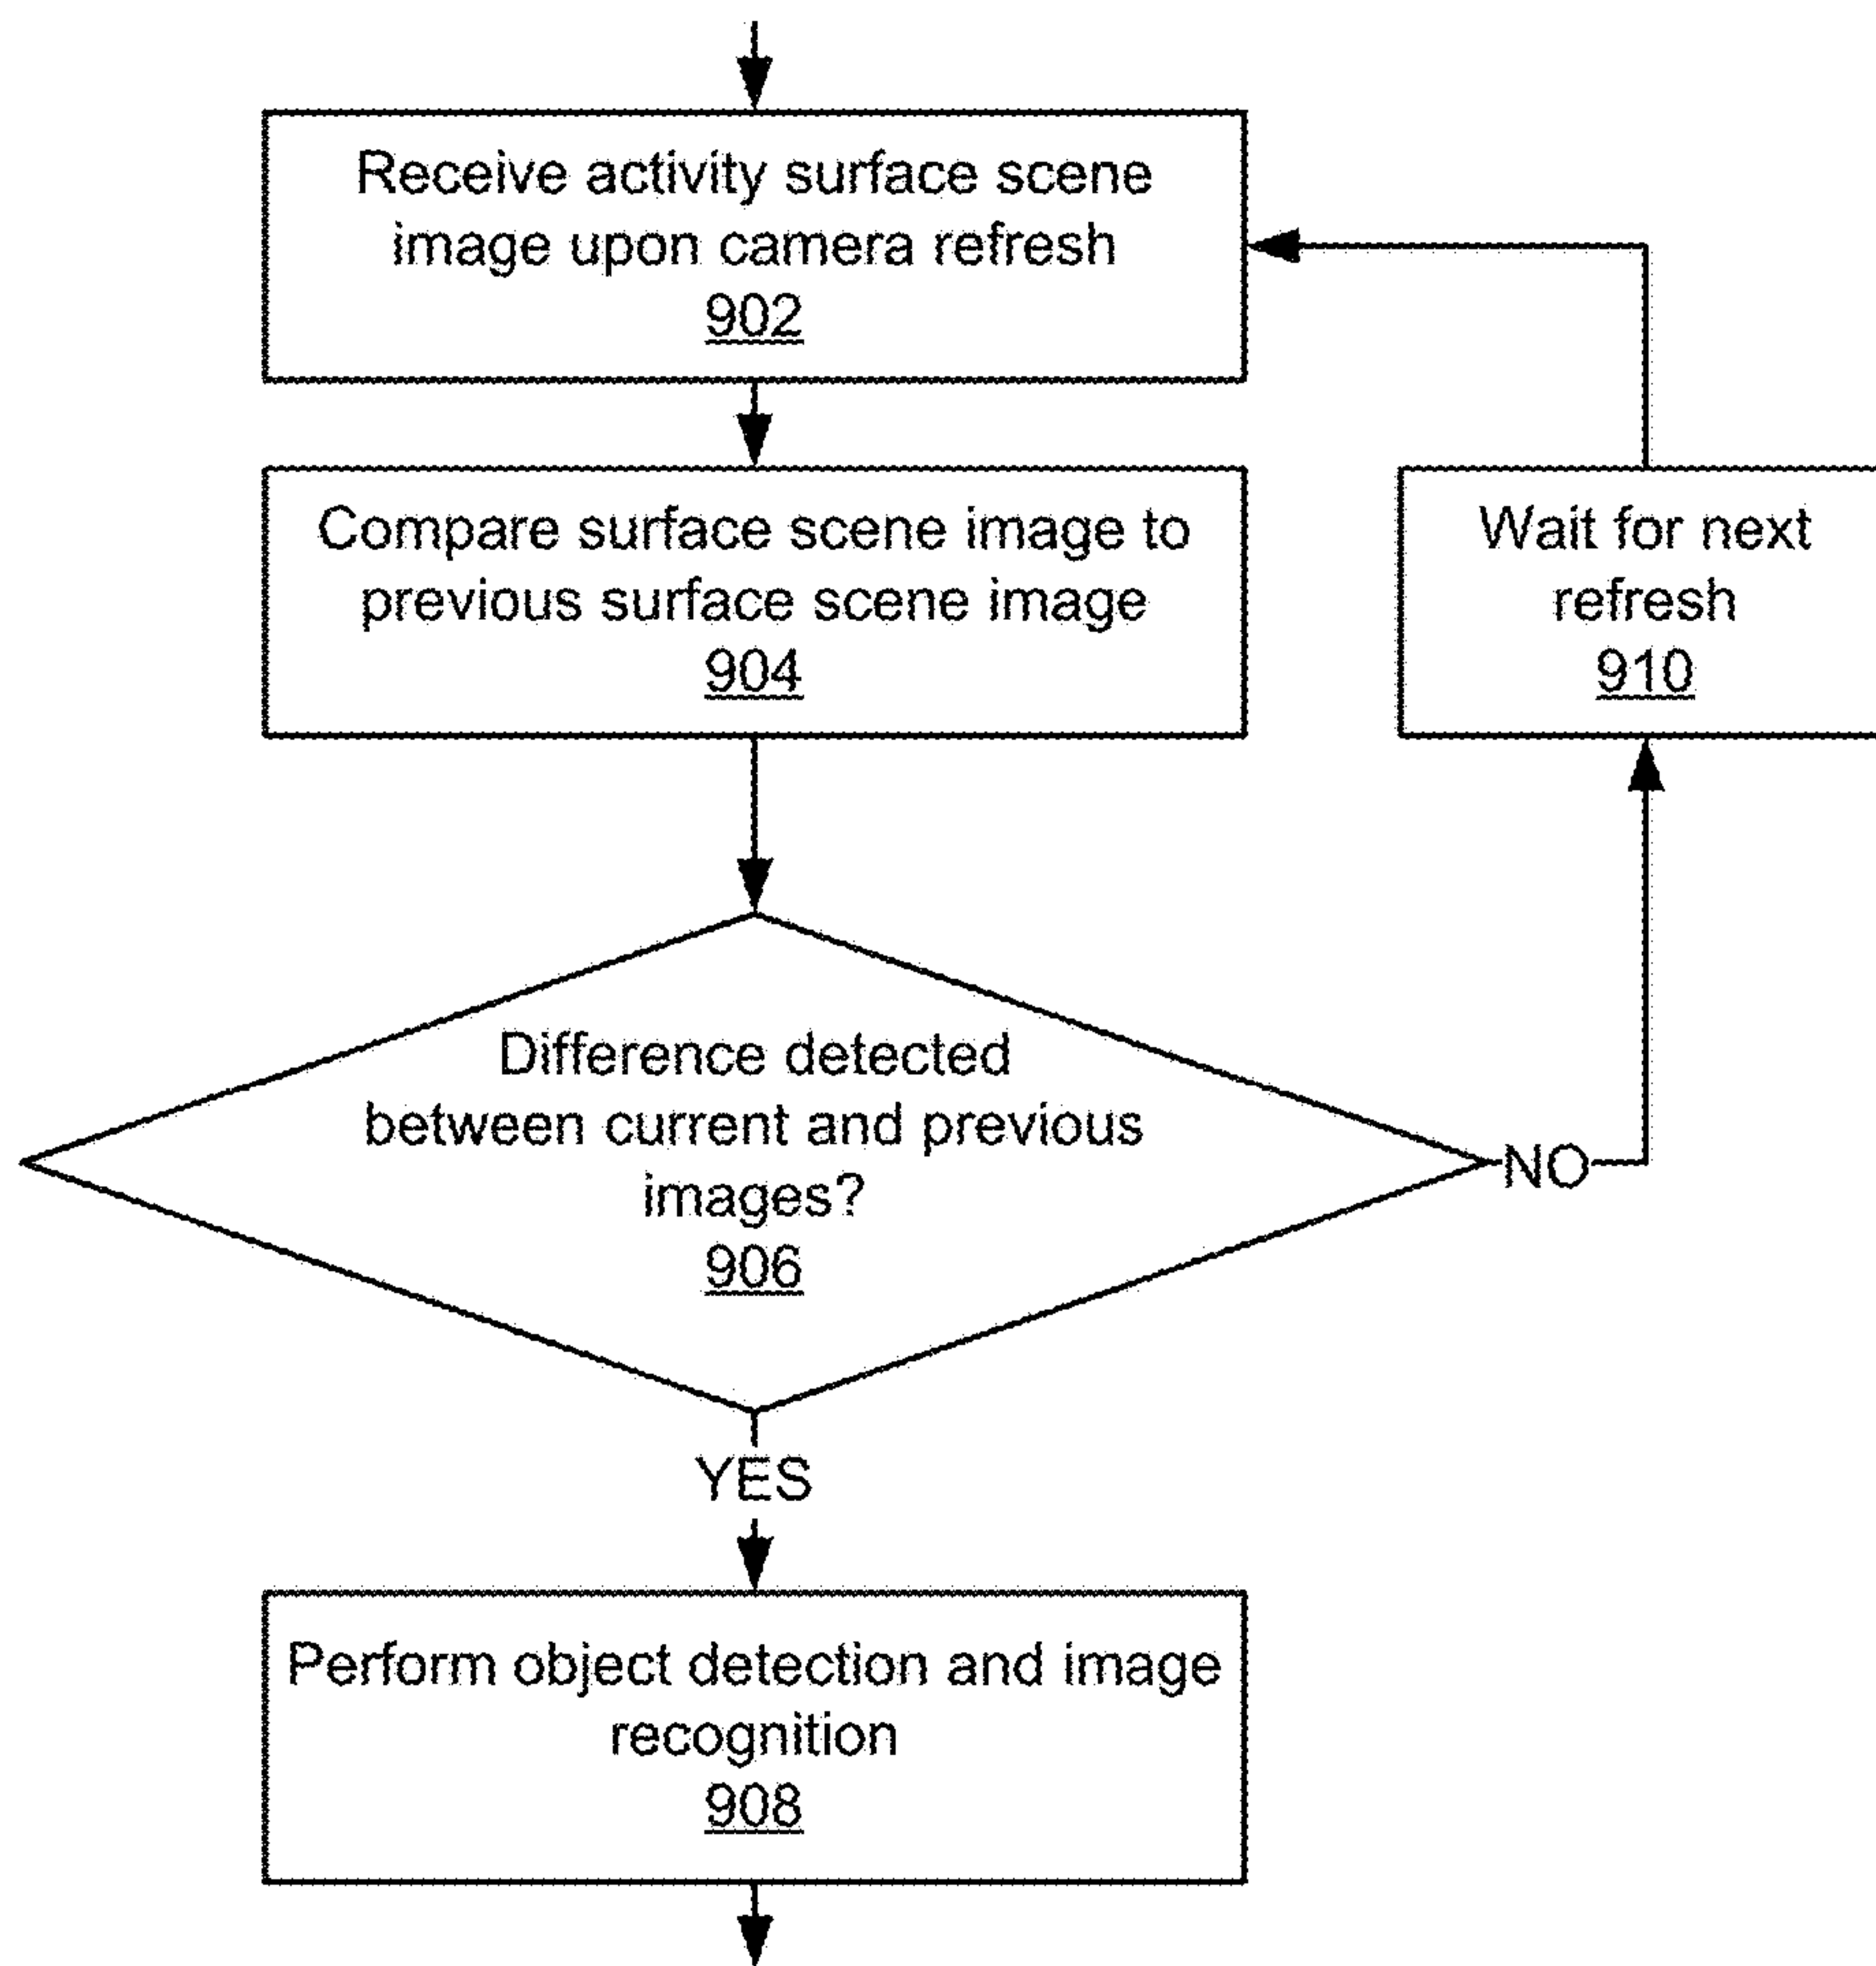 Receive activity surface scene
image upon camera refresh
902
Compare surface scene image to
previous surface scene image
904
Wait for next
refresh
910
Difference detected
between current and previous
images?
906
NO
YES
Perform object detection and image
recognition
908